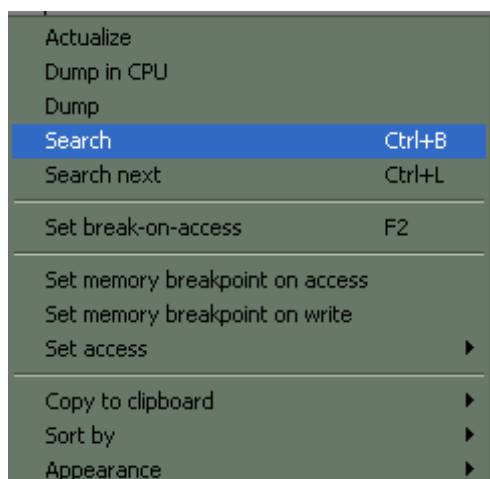 Actualize
Dump in CPU
Dump
Search Ctrl+B
Search next Ctrl+L
Set break-on-access F2
Set memory breakpoint on access
Set memory breakpoint on write
Set access
Copy to clipboard
Sort by
Appearance